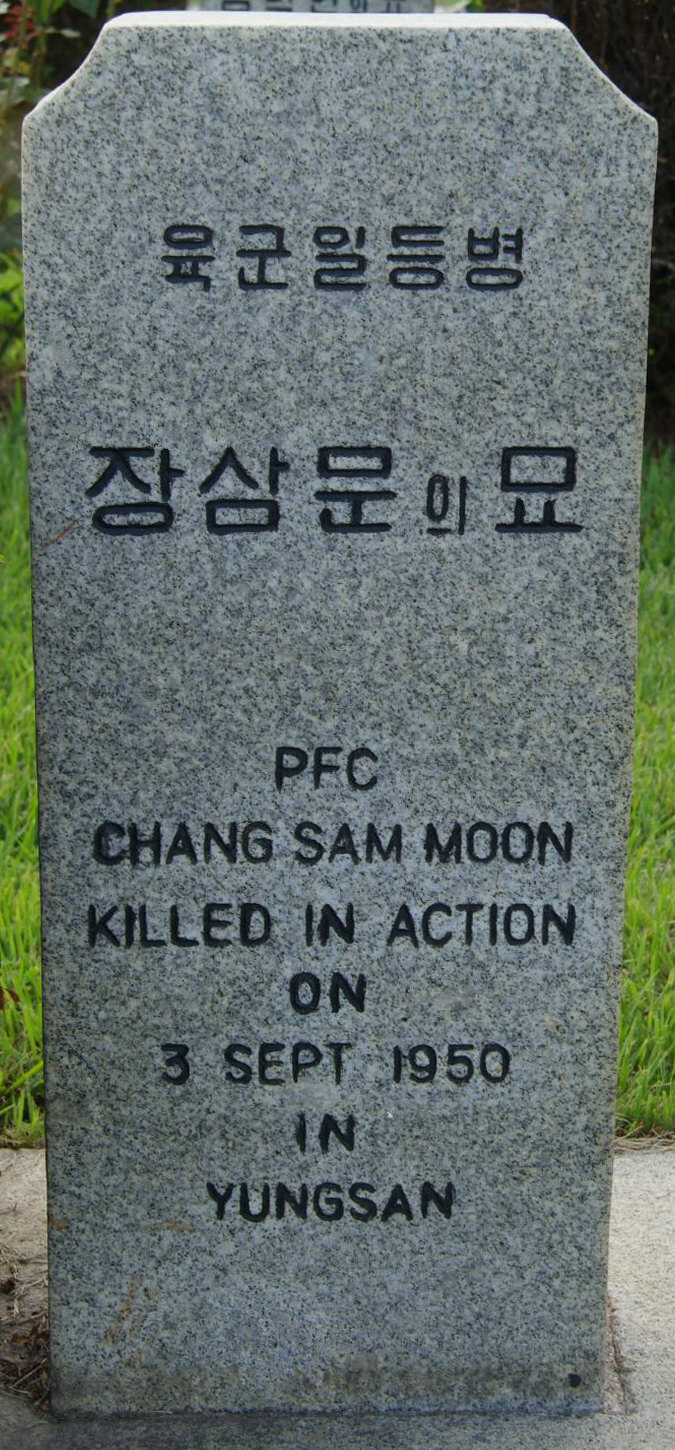 육군일등병
장삼문의 묘
PFC
CHANG SAM MOON
KILLED IN ACTION
ON
3 SEPT 1950
IN
YUNGSAN